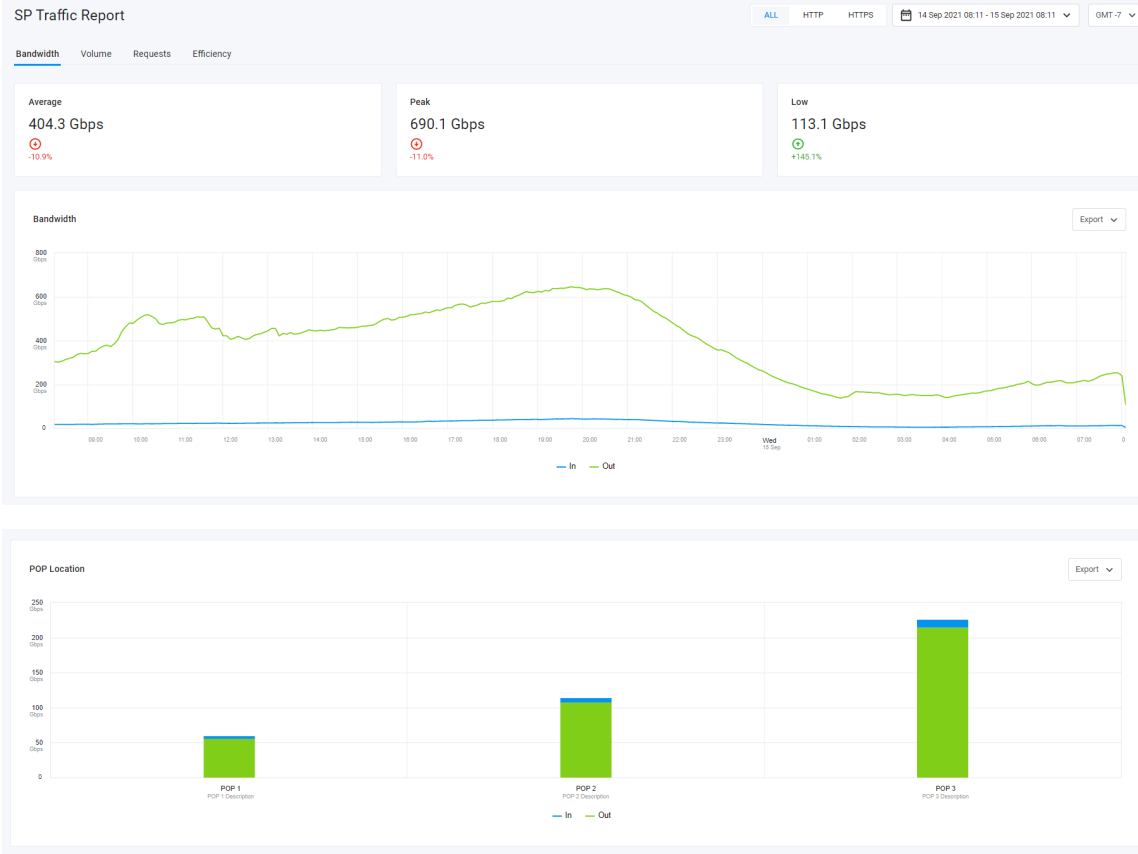 SP Traffic Report
ALL HTTP HTTPS 14 Sep 2021 08:11 - 15 Sep 2021 08:11 GMT -7
Bandwidth Volume Requests Efficiency
Average Peak Low
404.3 Gbps 690.1 Gbps 113.1 Gbps
-10.9% -11.0% +145.1%
Bandwidth Export
800
Gbps
600
Gbps
400
Gbps
200
Gbps
0
09:00 10:00 11:00 12:00 13:00 14:00 15:00 16:00 17:00 18:00 19:00 20:00 21:00 22:00 23:00 Wed 01:00 02:00 03:00 04:00 05:00 06:00 07:00 0
15 Sep
In Out
POP Location Export
250
Gbps
200
Gbps
150
Gbps
100
Gbps
50
Gbps
0
POP 1 POP 2 POP 3
POP 1 Description POP 2 Description POP 3 Description
In Out